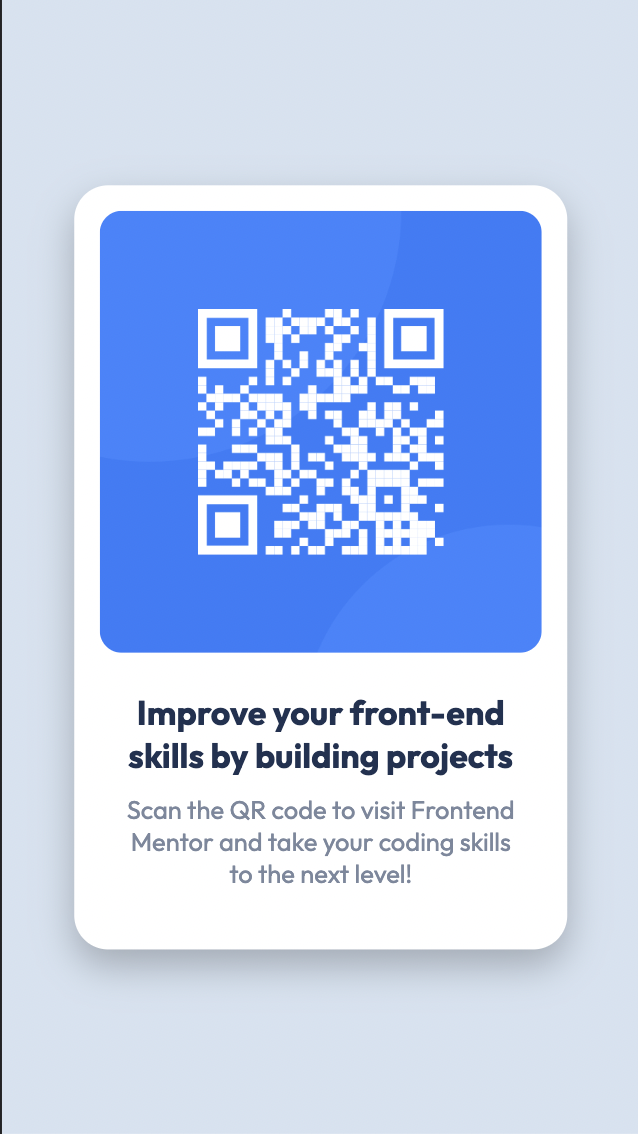 Improve your front-end
skills by building projects
Scan the QR code to visit Frontend
Mentor and take your coding skills
to the next level!